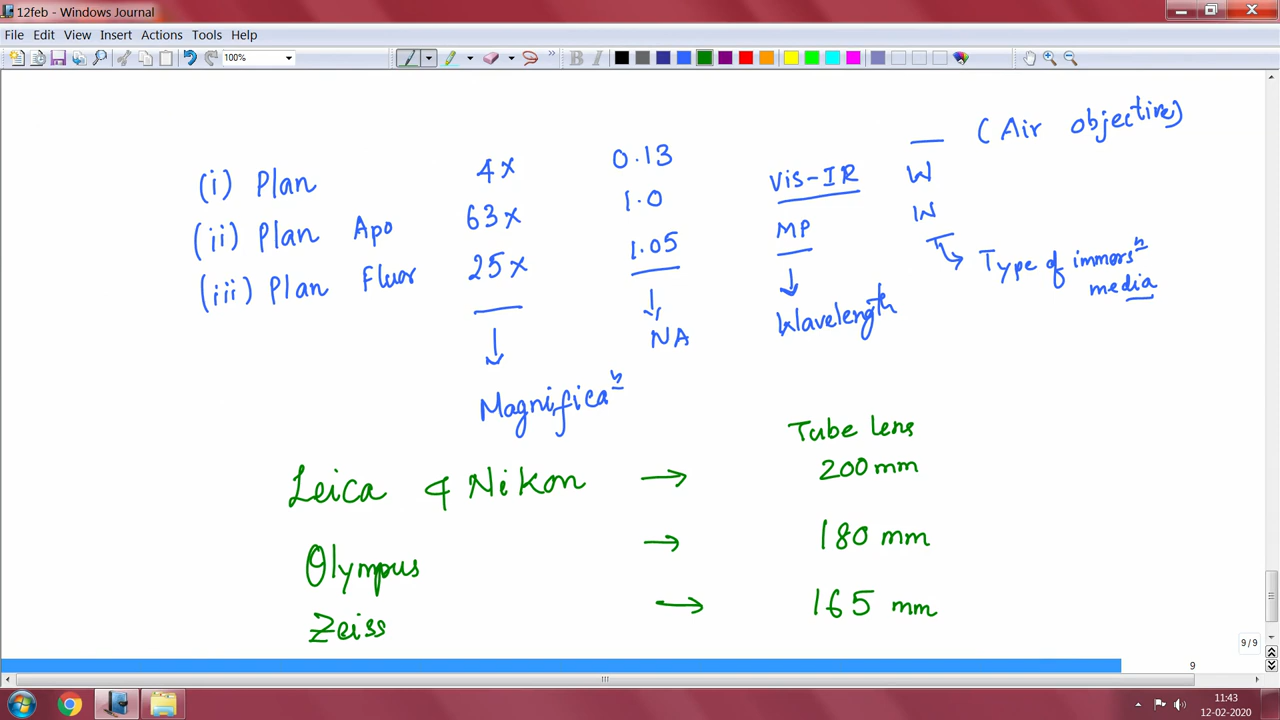 12feb - Windows Journal
File Edit View Insert Actions Tools Help
100%
(i) Plan 4x 0.13 Vis-IR — (Air objective)
(ii) Plan Apo 63x 1.0 MP W
(iii) Plan Fluor 25x 1.05 IN
Type of immersⁿ
media
NA
Wavelength
Magnificaⁿ
Tube lens
Leica & Nikon → 200 mm
Olympus → 180 mm
Zeiss → 165 mm
9/9
9
11:43
12-02-2020